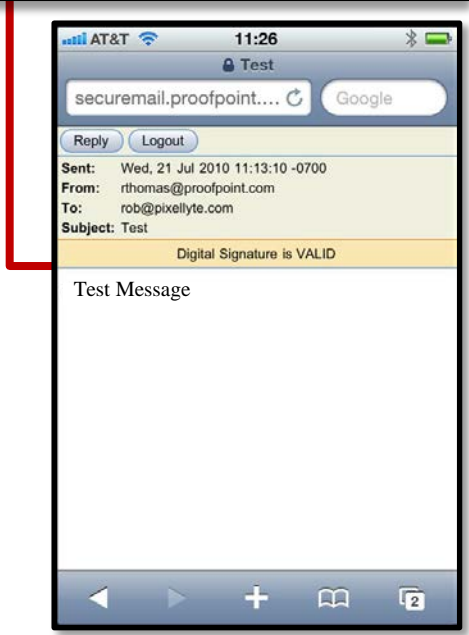 AT&T 11:26
Test
securemail.proofpoint.... Google
Reply Logout
Sent: Wed, 21 Jul 2010 11:13:10 -0700
From: rthomas@proofpoint.com
To: rob@pixellyte.com
Subject: Test
Digital Signature is VALID
Test Message
2